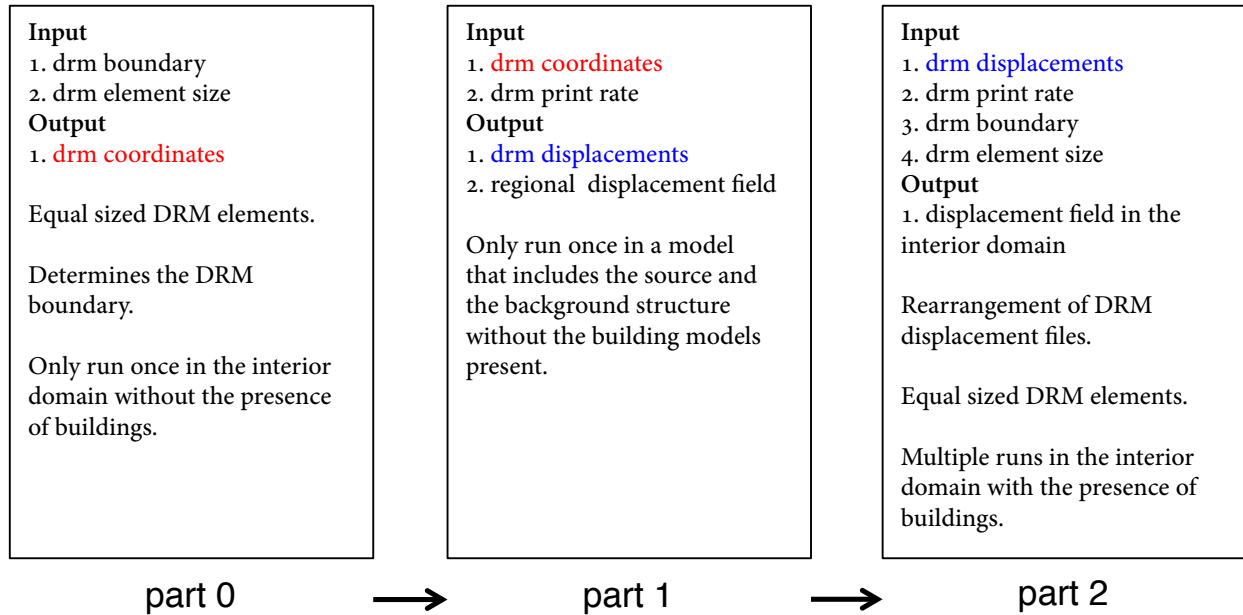 Input
1. drm boundary
2. drm element size
Output
1. drm coordinates
Equal sized DRM elements.
Determines the DRM
boundary.
Only run once in the interior
domain without the presence
of buildings.
Input
1. drm coordinates
2. drm print rate
Output
1. drm displacements
2. regional displacement field
Only run once in a model
that includes the source and
the background structure
without the building models
present.
Input
1. drm displacements
2. drm print rate
3. drm boundary
4. drm element size
Output
1. displacement field in the
interior domain
Rearrangement of DRM
displacement files.
Equal sized DRM elements.
Multiple runs in the interior
domain with the presence of
buildings.
part 0
part 1
part 2